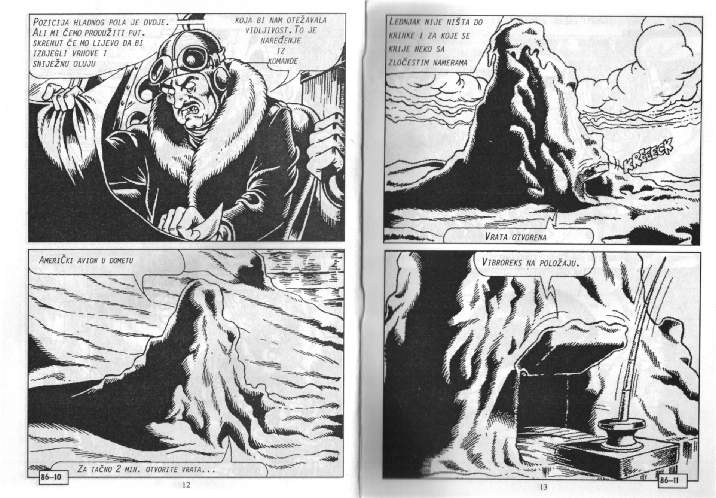 POZICIJA HLADNOG POLA JE OVDJE.
ALI MI ĆEMO PRODUŽITI PUT.
SKRENUT ĆE MO LIJEVO DA BI
IZBJEGLI VRHOVE I
SNIJEŽNU OLUJU
KOJA BI NAM OTEŽAVALA
VIDLJIVOST. TO JE
NAREĐENJE
IZ
KOMANDE
AMERIČKI AVION U DOMETU
ZA TAČNO 2 MIN. OTVORITE VRATA...
86-10
12
LEDNJAK NIJE NIŠTA DO
KRINKE I ZA KOJE SE
KRIJE NEKO SA
ZLOČESTIM NAMERAMA
KREEECK
VRATA OTVORENA
VIBROREKS NA POLOŽAJU.
86-11
13